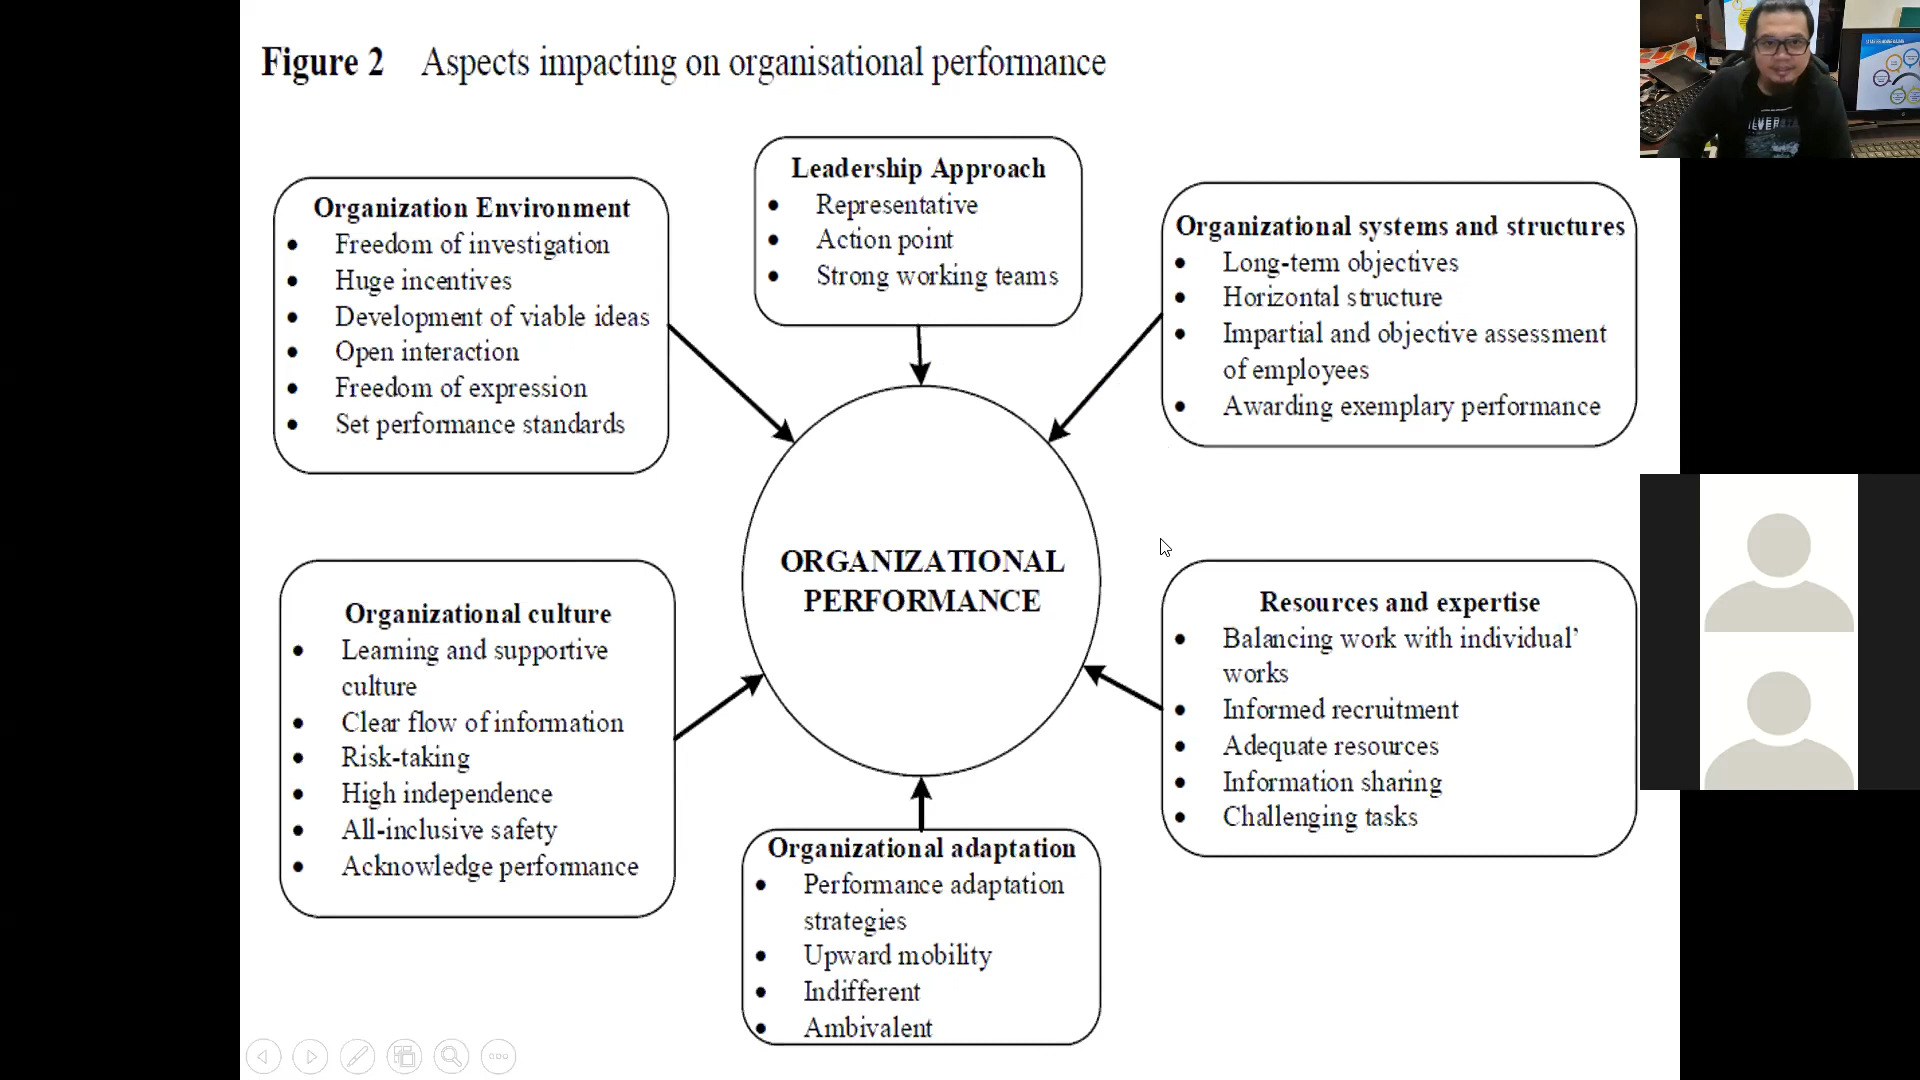 Figure 2 Aspects impacting on organisational performance
Leadership Approach
• Representative
• Action point
• Strong working teams
Organization Environment
• Freedom of investigation
• Huge incentives
• Development of viable ideas
• Open interaction
• Freedom of expression
• Set performance standards
Organizational systems and structures
• Long-term objectives
• Horizontal structure
• Impartial and objective assessment
of employees
• Awarding exemplary performance
ORGANIZATIONAL
PERFORMANCE
Organizational culture
• Learning and supportive
culture
• Clear flow of information
• Risk-taking
• High independence
• All-inclusive safety
• Acknowledge performance
Resources and expertise
• Balancing work with individual’
works
• Informed recruitment
• Adequate resources
• Information sharing
• Challenging tasks
Organizational adaptation
• Performance adaptation
strategies
• Upward mobility
• Indifferent
• Ambivalent